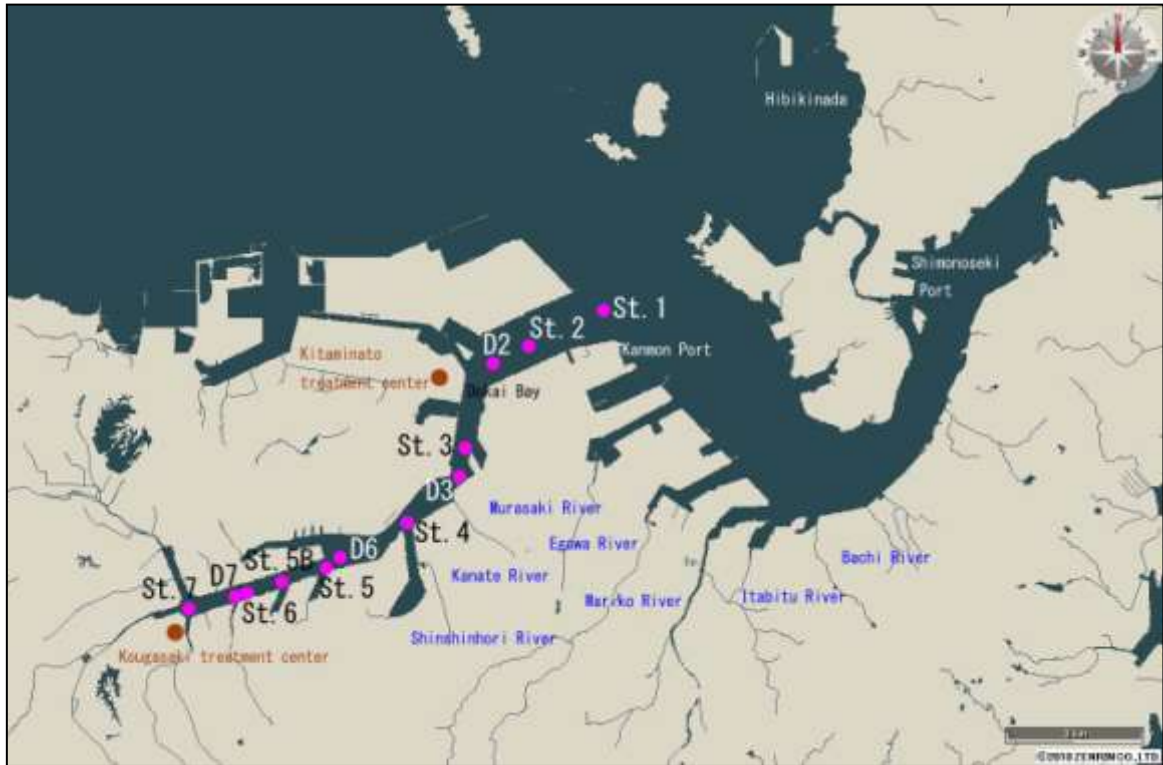 N
Hibikinada
Shimonoseki
Port
St. 1
St. 2
Kanmon Port
D2
Kitaminato
treatment center
Dokai Bay
St. 3
D3
Murasaki River
St. 4
Egawa River
D6
Bachi River
St. 5B
Kanate River
D7
St. 5
St. 7
Itabitu River
Mariko River
St. 6
Shinshinhori River
Kougasaki treatment center
©2018ZENRIN CO.,LTD